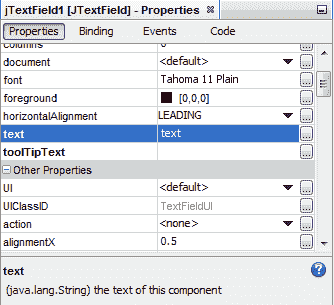 jTextField1 [JTextField] - Properties
Properties Binding Events Code
columns 0
document <default>
font Tahoma 11 Plain
foreground [0,0,0]
horizontalAlignment LEADING
text text
toolTipText
Other Properties
UI <default>
UIClassID TextFieldUI
action <none>
alignmentX 0.5
text
(java.lang.String) the text of this component